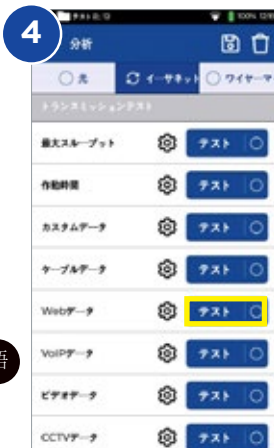 4
分析
光
イーサネット
ワイヤーマ
トランスミッションテスト
最大スループット
テスト
作動時間
テスト
カスタムデータ
テスト
ケーブルデータ
テスト
Webデータ
テスト
語
VoIPデータ
テスト
ビデオデータ
テスト
CCTVデータ
テスト